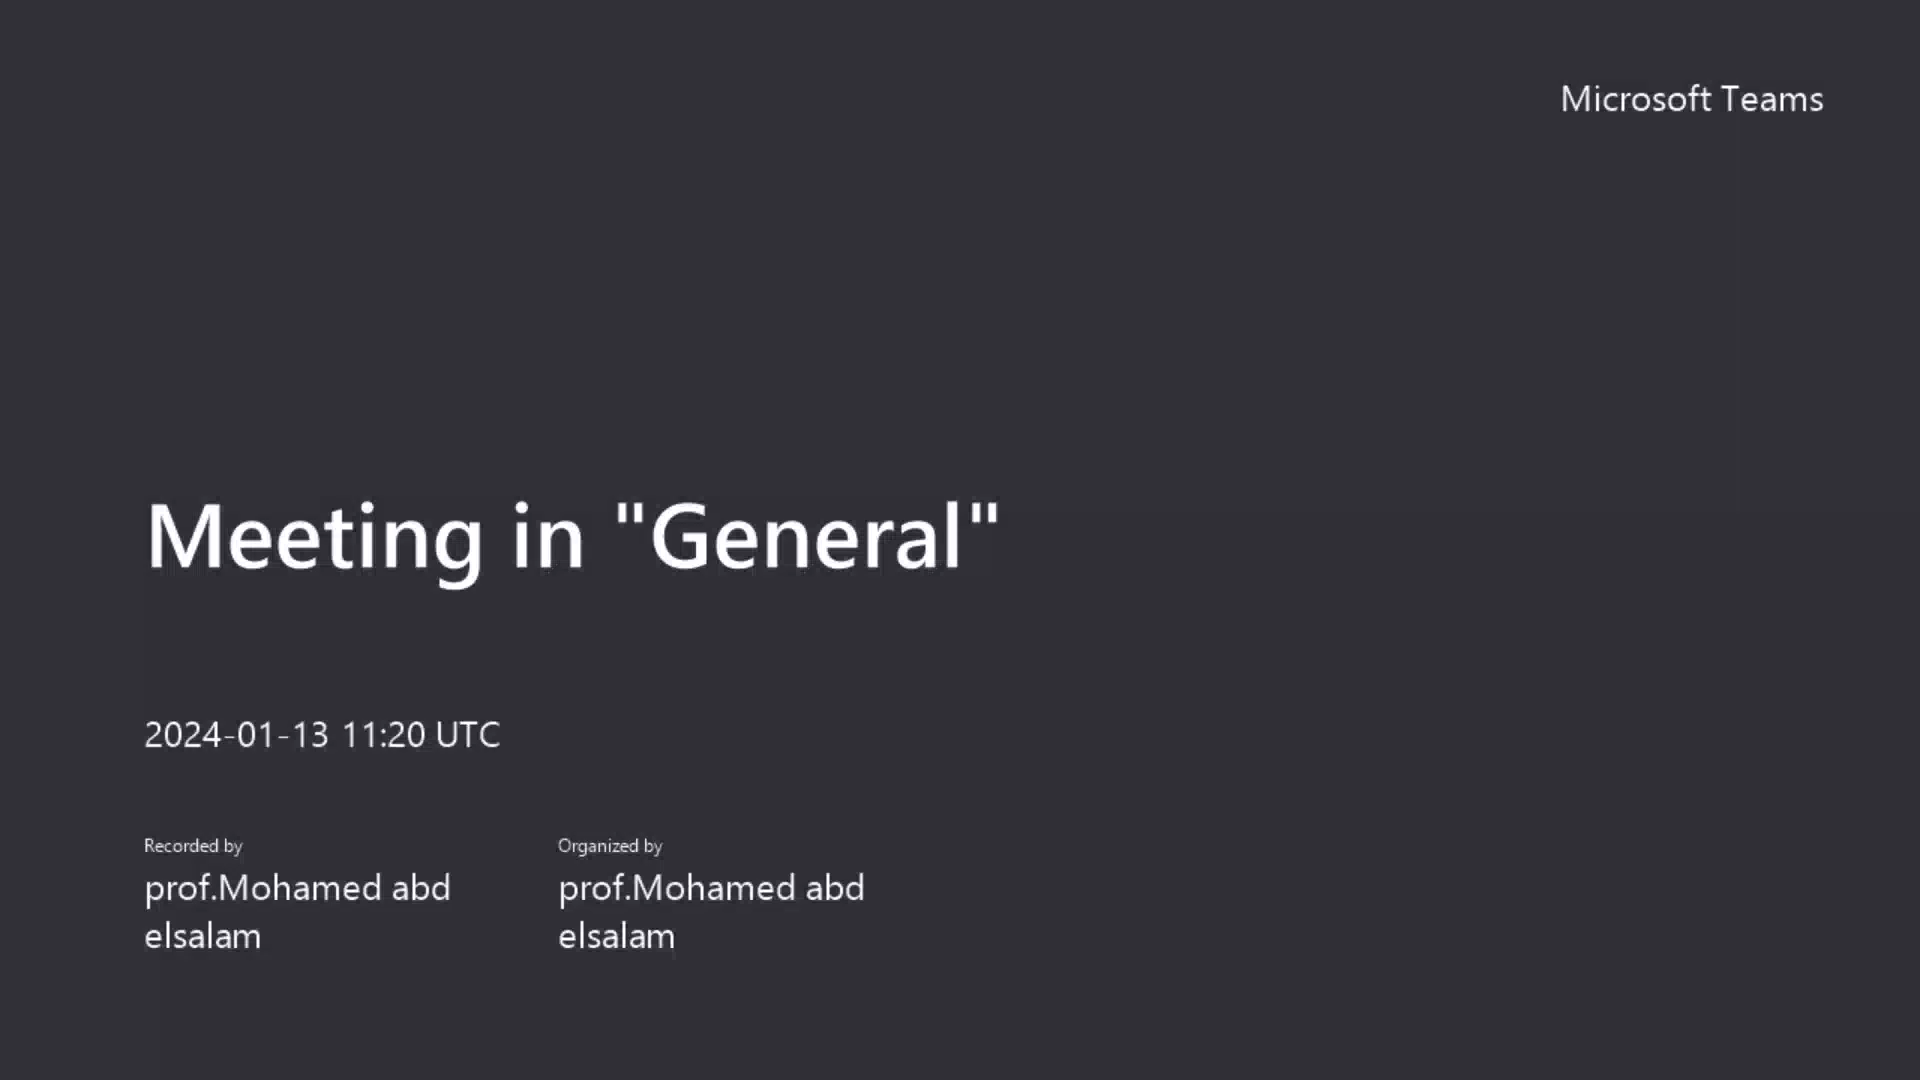 Microsoft Teams
Meeting in "General"
2024-01-13 11:20 UTC
Recorded by
prof.Mohamed abd
elsalam
Organized by
prof.Mohamed abd
elsalam